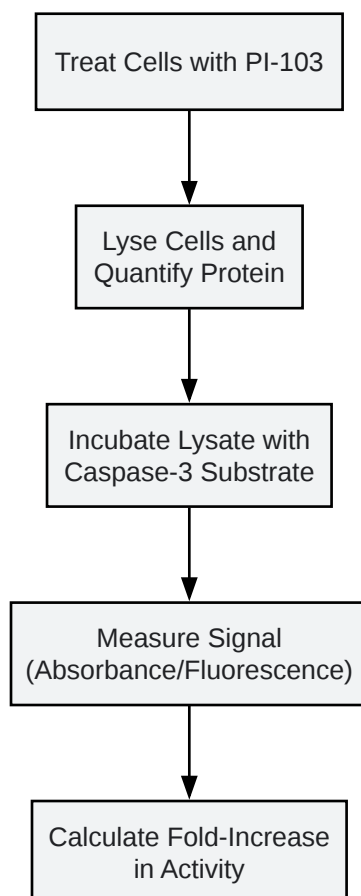 Treat Cells with PI-103
Lyse Cells and
Quantify Protein
Incubate Lysate with
Caspase-3 Substrate
Measure Signal
(Absorbance/Fluorescence)
Calculate Fold-Increase
in Activity